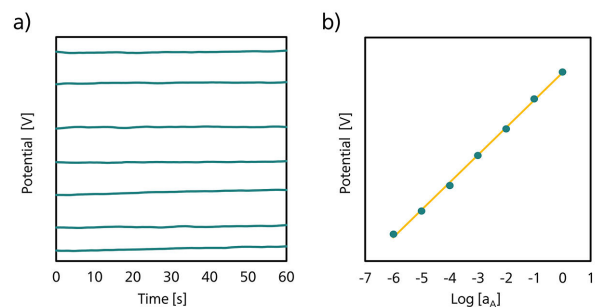 a)
Potential [V]
0 10 20 30 40 50 60
Time [s]
b)
Potential [V]
-7 -6 -5 -4 -3 -2 -1 0 1
Log [aA]